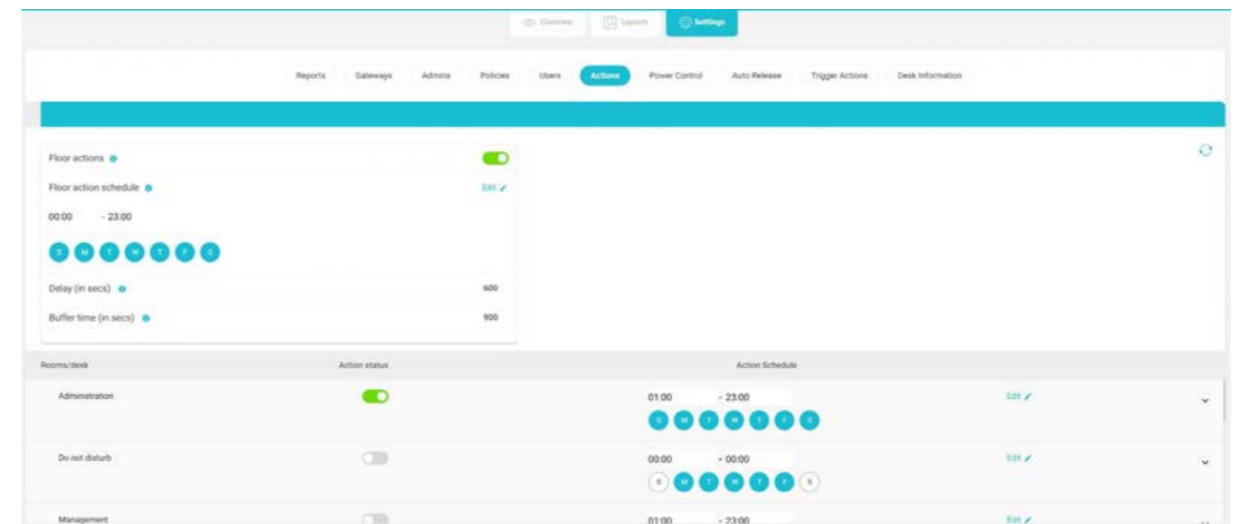 Overview Layouts Settings
Reports Gateways Admins Policies Users Actions Power Control Auto Release Trigger Actions Desk Information
Floor actions
Floor action schedule Edit
00:00 - 23:00
S M T W T F S
Delay (in secs) 600
Buffer time (in secs) 900
Rooms/desk Action status Action Schedule
Administration 01:00 - 23:00 Edit
S M T W T F S
Do not disturb 00:00 - 00:00 Edit
S M T W T F S
Management 01:00 - 23:00 Edit